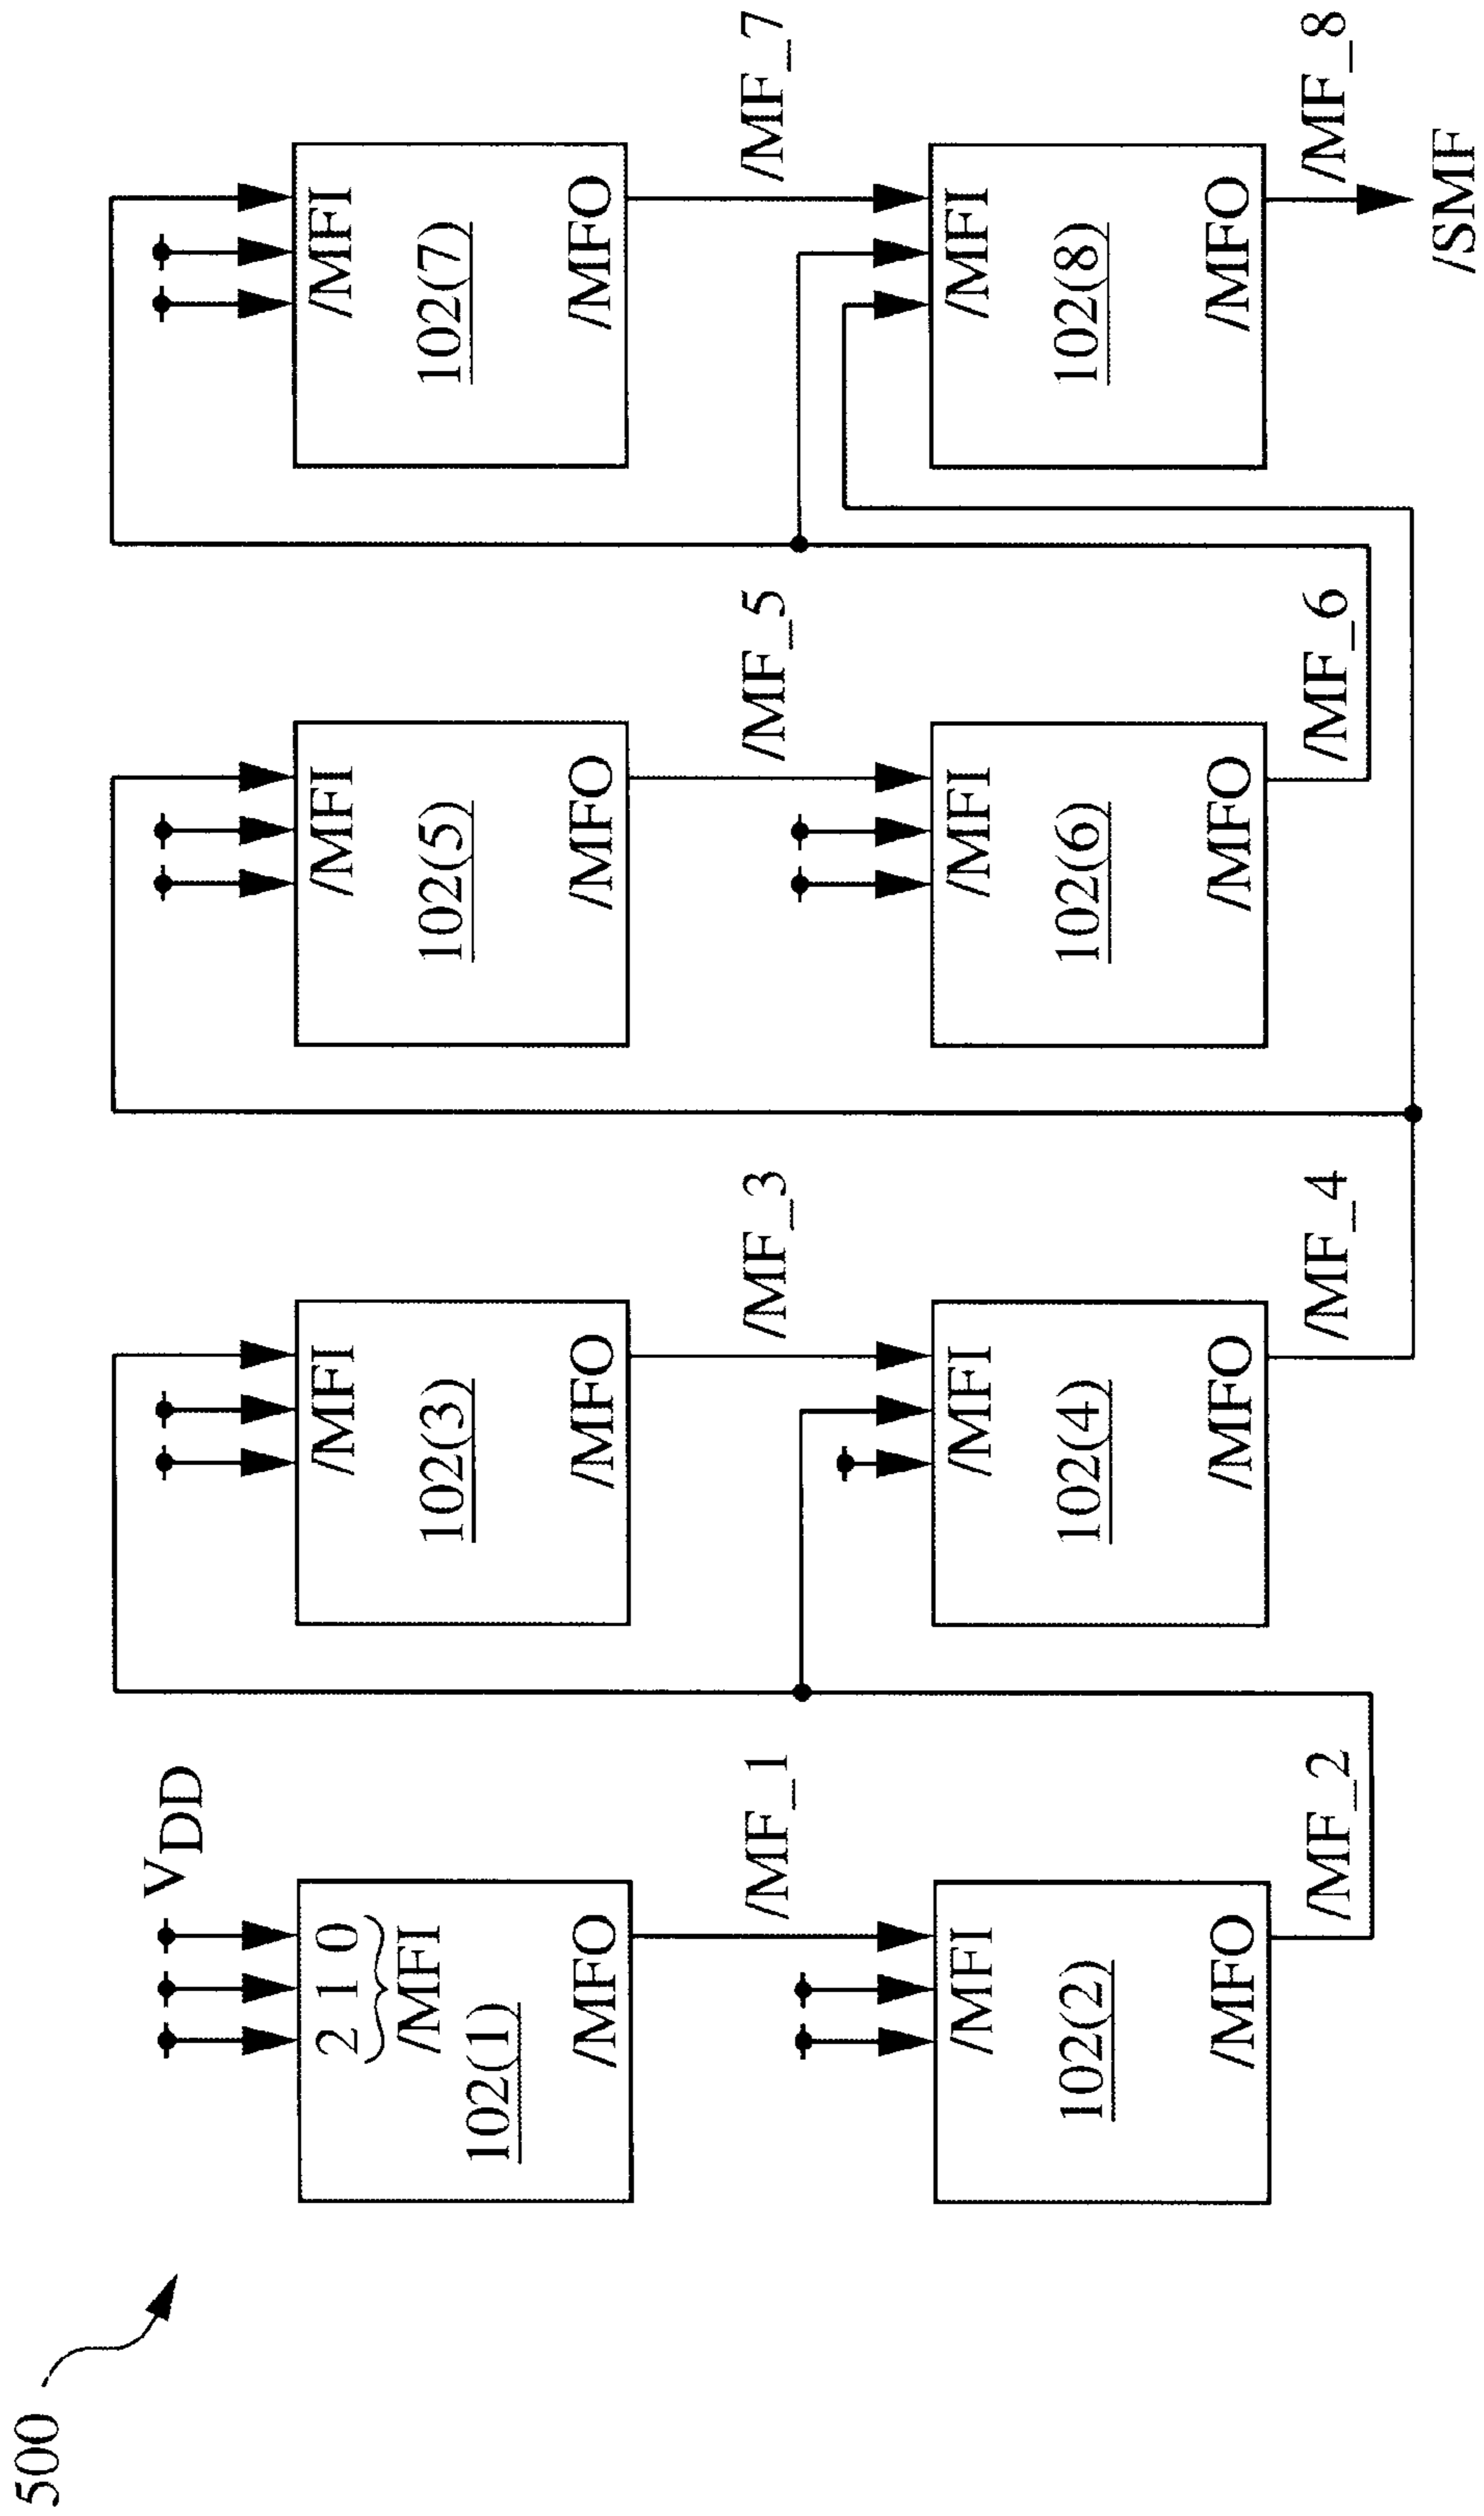 500
VDD
2 1 0
/MFI
102(1)
/MFO
/MF_1
/MFI
102(2)
/MFO
/MF_2
/MFI
102(3)
/MFO
/MF_3
/MFI
102(4)
/MFO
/MF_4
/MFI
102(5)
/MFO
/MF_5
/MFI
102(6)
/MFO
/MF_6
/MFI
102(7)
/MFO
/MF_7
/MFI
102(8)
/MFO
/MF_8
/SMF